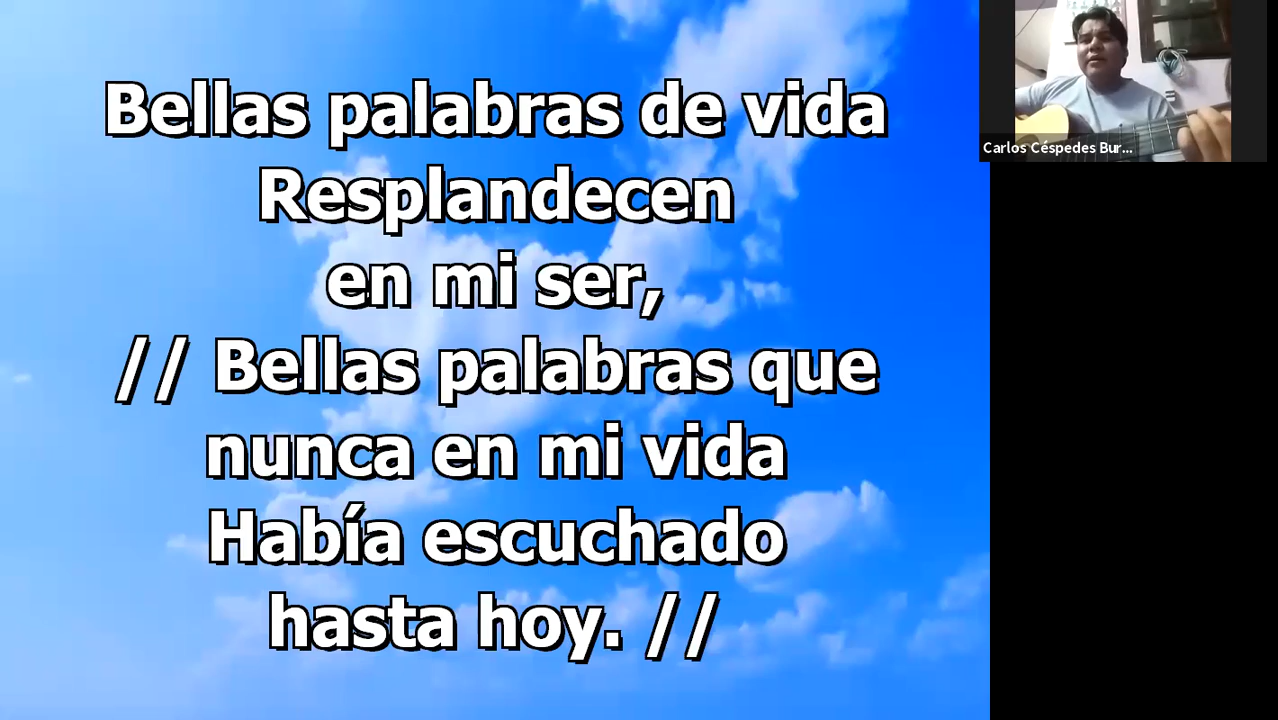 Bellas palabras de vida
Resplandecen
en mi ser,
// Bellas palabras que
nunca en mi vida
Había escuchado
hasta hoy. //
Carlos Céspedes Bur...